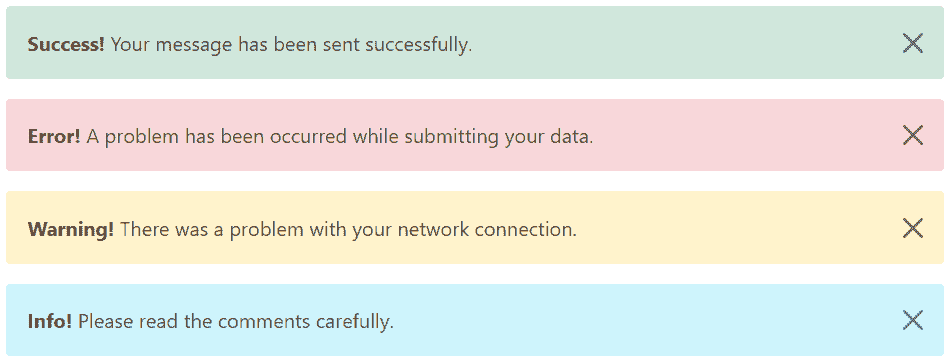 Success! Your message has been sent successfully.
Error! A problem has been occurred while submitting your data.
Warning! There was a problem with your network connection.
Info! Please read the comments carefully.